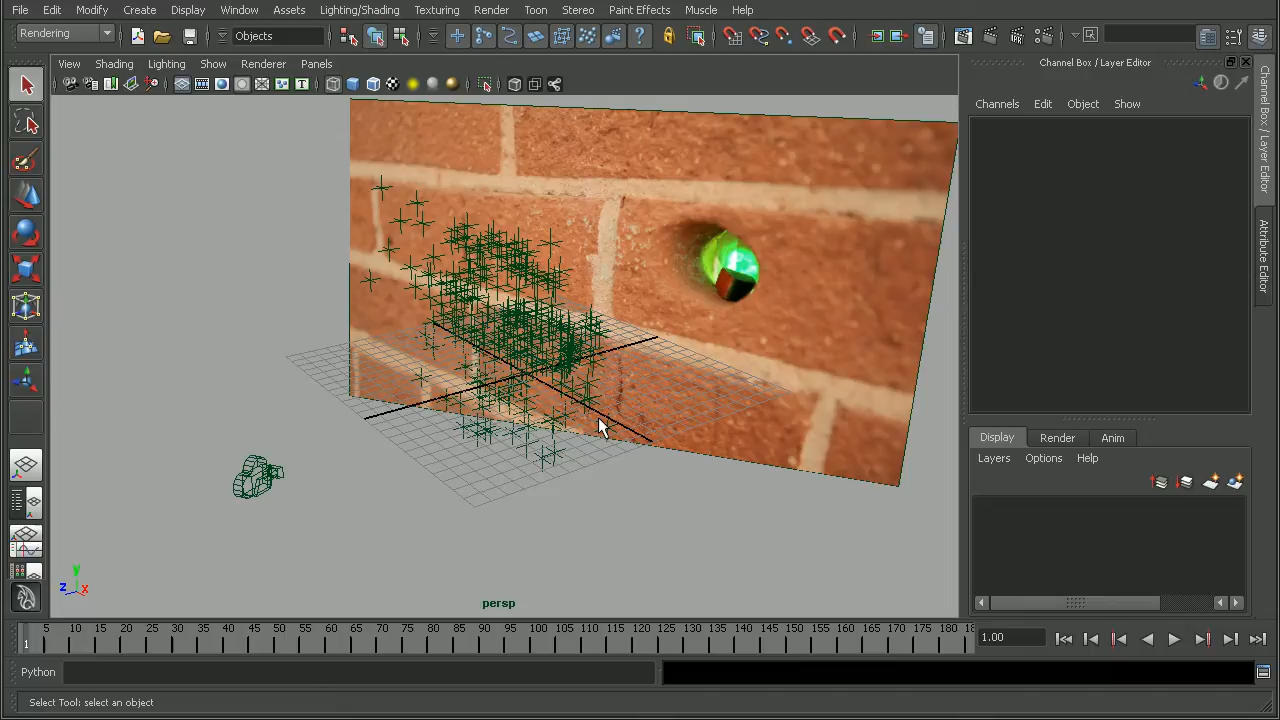 File Edit Modify Create Display Window Assets Lighting/Shading Texturing Render Toon Stereo Paint Effects Muscle Help
Rendering Objects
View Shading Lighting Show Renderer Panels
Channel Box / Layer Editor
Channels Edit Object Show
Channel Box / Layer Editor
Attribute Editor
Display Render Anim
Layers Options Help
y
z x
persp
5 10 15 20 25 30 35 40 45 50 55 60 65 70 75 80 85 90 95 100 105 110 115 120 125 130 135 140 145 150 155 160 165 170 175 180 18
1
1.00
Python
Select Tool: select an object